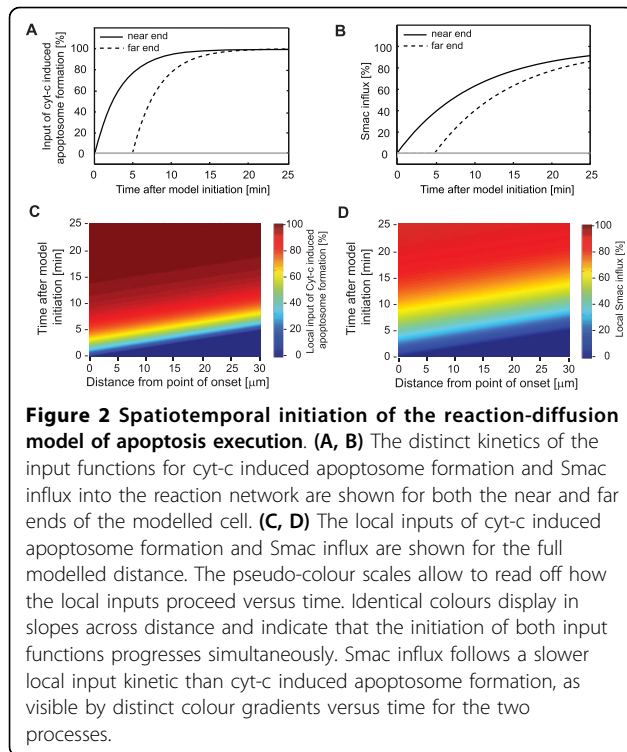 A
near end
far end
Input of cyt-c induced
apoptosome formation [%]
100
80
60
40
20
0
0 5 10 15 20 25
Time after model initiation [min]
B
near end
far end
Smac influx [%]
100
80
60
40
20
0
0 5 10 15 20 25
Time after model initiation [min]
C
Time after model
initiation [min]
25
20
15
10
5
0
0 5 10 15 20 25 30
Distance from point of onset [μm]
100
80
60
40
20
0
Local input of Cyt-c induced
apoptosome formation [%]
D
Time after model
initiation [min]
25
20
15
10
5
0
0 5 10 15 20 25 30
Distance from point of onset [μm]
100
80
60
40
20
0
Local Smac influx [%]
Figure 2 Spatiotemporal initiation of the reaction-diffusion
model of apoptosis execution. (A, B) The distinct kinetics of the
input functions for cyt-c induced apoptosome formation and Smac
influx into the reaction network are shown for both the near and far
ends of the modelled cell. (C, D) The local inputs of cyt-c induced
apoptosome formation and Smac influx are shown for the full
modelled distance. The pseudo-colour scales allow to read off how
the local inputs proceed versus time. Identical colours display in
slopes across distance and indicate that the initiation of both input
functions progresses simultaneously. Smac influx follows a slower
local input kinetic than cyt-c induced apoptosome formation, as
visible by distinct colour gradients versus time for the two
processes.